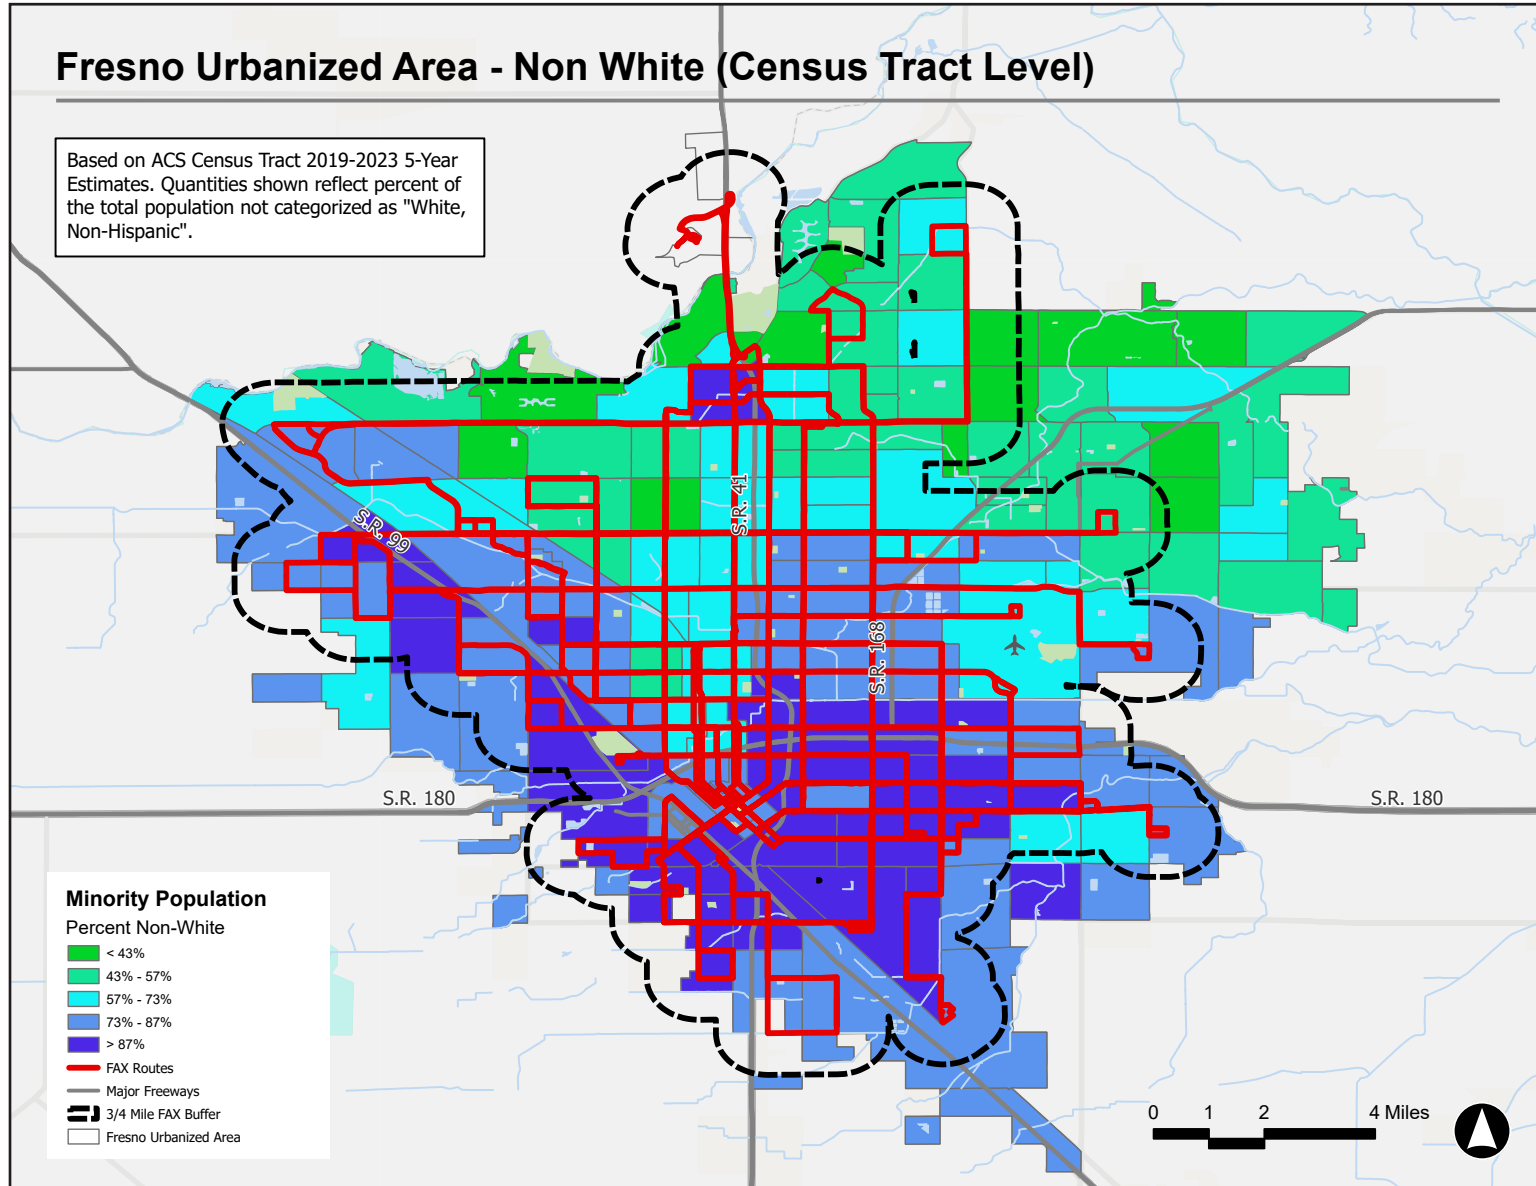 Fresno Urbanized Area - Non White (Census Tract Level)
Based on ACS Census Tract 2019-2023 5-Year
Estimates. Quantities shown reflect percent of
the total population not categorized as "White,
Non-Hispanic".
S.R. 41
S.R. 99
S.R. 168
S.R. 180
S.R. 180
Minority Population
Percent Non-White
< 43%
43% - 57%
57% - 73%
73% - 87%
> 87%
FAX Routes
Major Freeways
3/4 Mile FAX Buffer
Fresno Urbanized Area
0 1 2 4 Miles